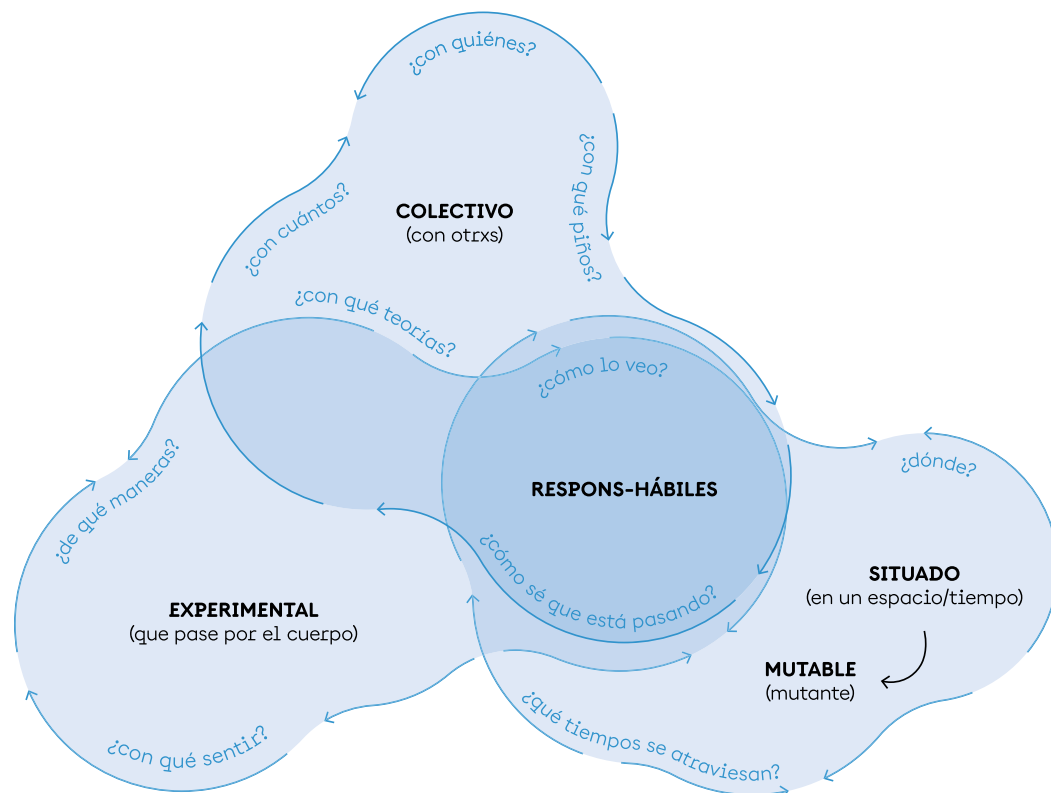 ¿con quiénes?
¿con qué piños?
¿con cuántos?
COLECTIVO
(con otrxs)
¿con qué teorías?
¿cómo lo veo?
¿de qué maneras?
¿dónde?
RESPONS-HÁBILES
¿cómo sé que está pasando?
SITUADO
(en un espacio/tiempo)
EXPERIMENTAL
(que pase por el cuerpo)
MUTABLE
(mutante)
¿qué tiempos se atraviesan?
¿con qué sentir?